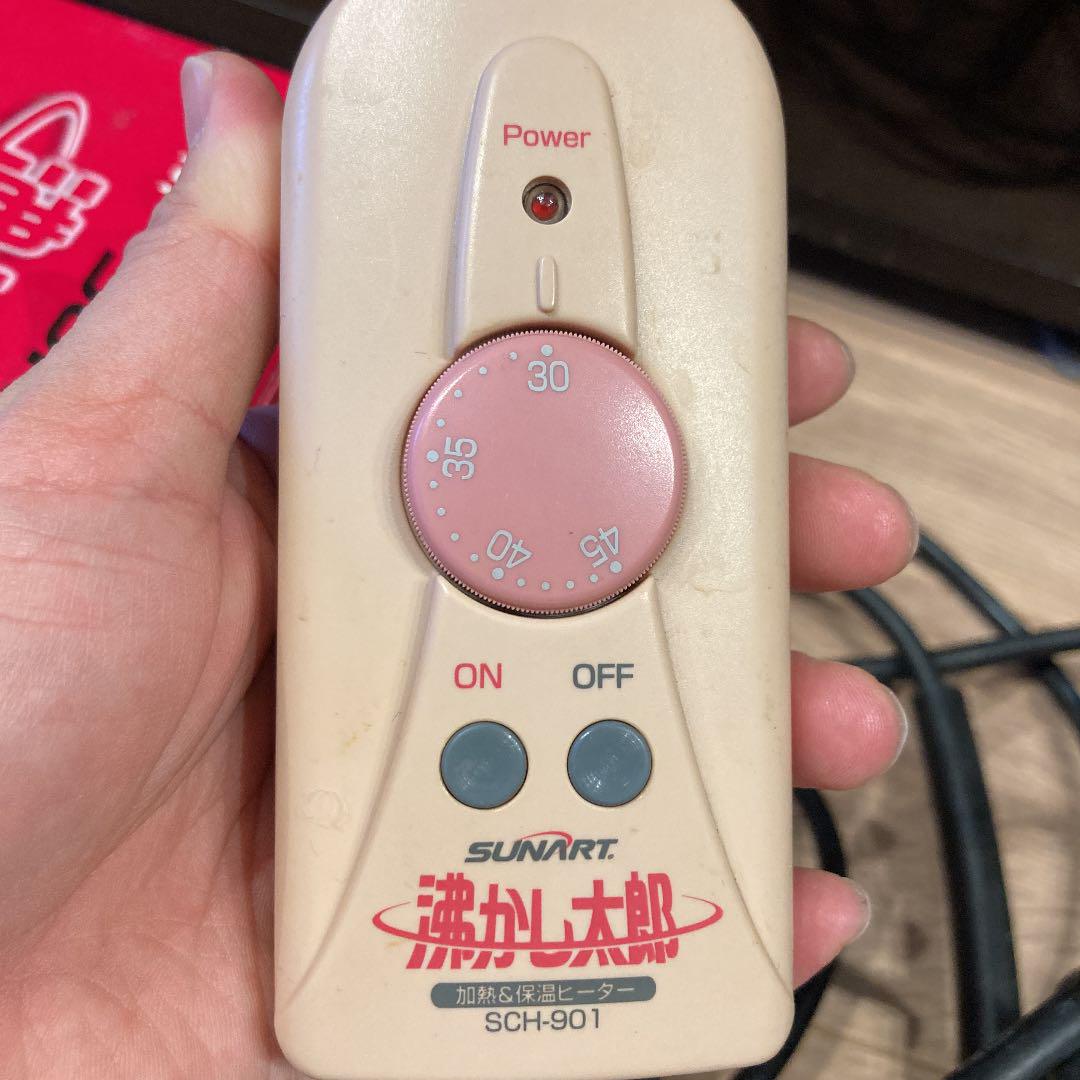 Power
30
35
40
45
ON OFF
SUNART
沸かし太郎
加熱&保温ヒーター
SCH-901